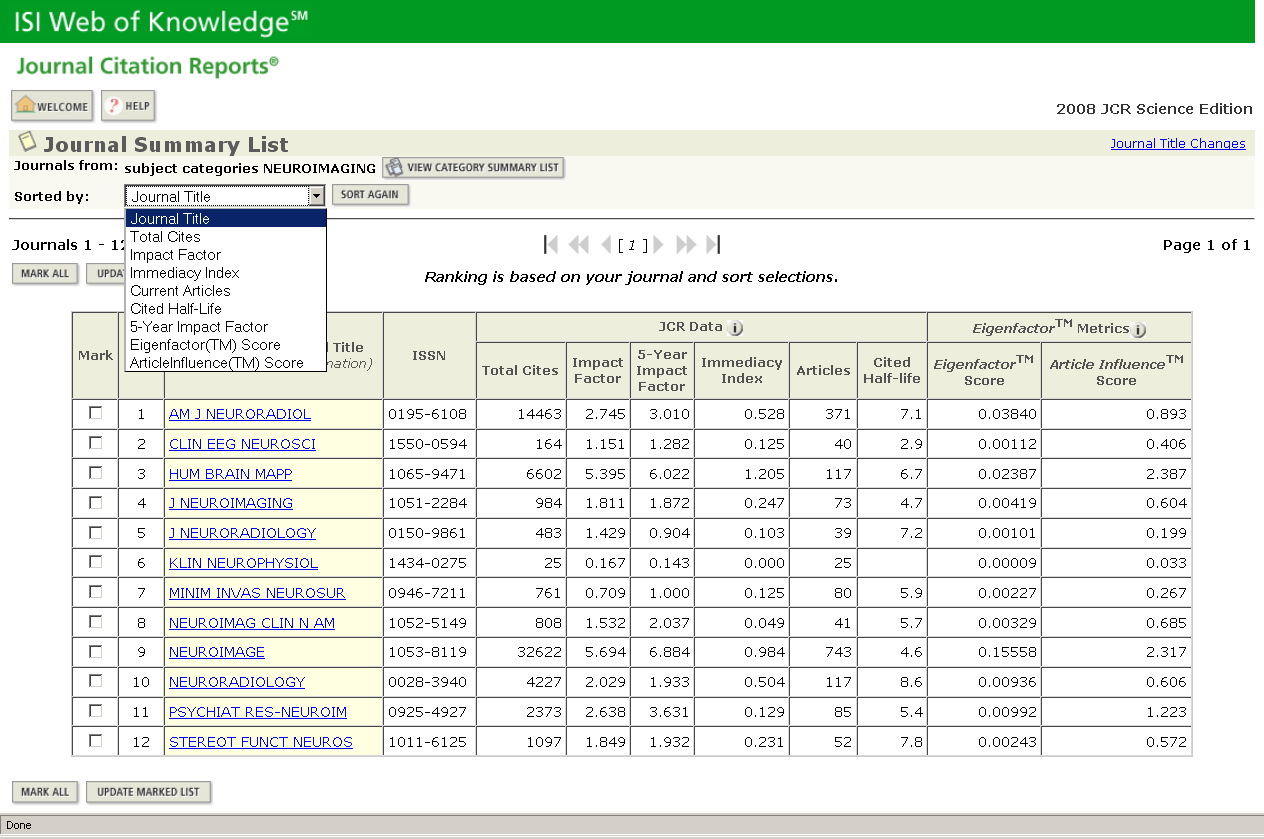 ISI Web of Knowledge℠
Journal Citation Reports®
WELCOME ? HELP
2008 JCR Science Edition
Journal Summary List
Journal Title Changes
Journals from: subject categories NEUROIMAGING VIEW CATEGORY SUMMARY LIST
Sorted by: Journal Title SORT AGAIN
Journal Title
Total Cites
Impact Factor
Immediacy Index
Current Articles
Cited Half-Life
5-Year Impact Factor
Eigenfactor(TM) Score
ArticleInfluence(TM) Score
Journals 1 - 12 [ 1 ] Page 1 of 1
MARK ALL
Ranking is based on your journal and sort selections.
Mark Title ISSN JCR Data i Eigenfactor™ Metrics i
Total Cites Impact Factor 5-Year Impact Factor Immediacy Index Articles Cited Half-life Eigenfactor™ Score Article Influence™ Score
1 AM J NEURORADIOL 0195-6108 14463 2.745 3.010 0.528 371 7.1 0.03840 0.893
2 CLIN EEG NEUROSCI 1550-0594 164 1.151 1.282 0.125 40 2.9 0.00112 0.406
3 HUM BRAIN MAPP 1065-9471 6602 5.395 6.022 1.205 117 6.7 0.02387 2.387
4 J NEUROIMAGING 1051-2284 984 1.811 1.872 0.247 73 4.7 0.00419 0.604
5 J NEURORADIOLOGY 0150-9861 483 1.429 0.904 0.103 39 7.2 0.00101 0.199
6 KLIN NEUROPHYSIOL 1434-0275 25 0.167 0.143 0.000 25 0.00009 0.033
7 MINIM INVAS NEUROSUR 0946-7211 761 0.709 1.000 0.125 80 5.9 0.00227 0.267
8 NEUROIMAG CLIN N AM 1052-5149 808 1.532 2.037 0.049 41 5.7 0.00329 0.685
9 NEUROIMAGE 1053-8119 32622 5.694 6.884 0.984 743 4.6 0.15558 2.317
10 NEURORADIOLOGY 0028-3940 4227 2.029 1.933 0.504 117 8.6 0.00936 0.606
11 PSYCHIAT RES-NEUROIM 0925-4927 2373 2.638 3.631 0.129 85 5.4 0.00992 1.223
12 STEREOT FUNCT NEUROS 1011-6125 1097 1.849 1.932 0.231 52 7.8 0.00243 0.572
MARK ALL UPDATE MARKED LIST
Done